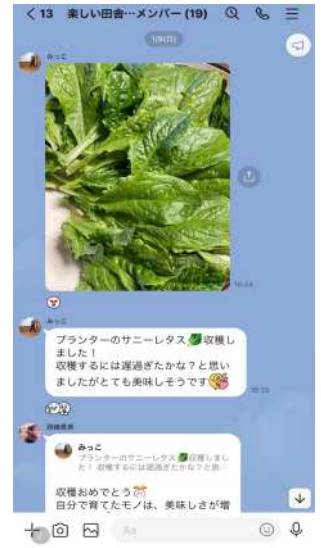 13 楽しい田舎…メンバー (19)
みっこ
16:24
みっこ
プランターのサニーレタス🥬収穫し
ました！
収穫するには遅過ぎたかな？と思い
ましたがとても美味しそうです
16:25
みっこ
プランターのサニーレタス🥬収穫しまし
た！ 収穫するには遅過ぎたかな？と思…
収穫おめでとう
自分で育てたモノは、美味しさが増
Aa